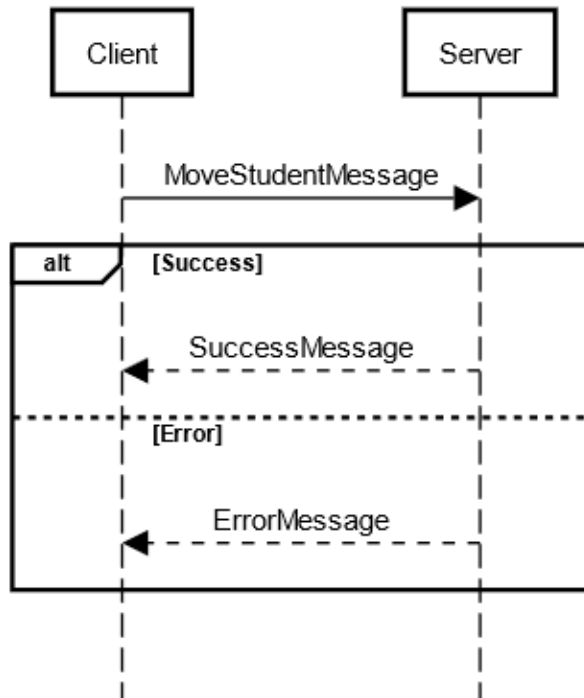 Client Server
MoveStudentMessage
alt [Success]
SuccessMessage
[Error]
ErrorMessage